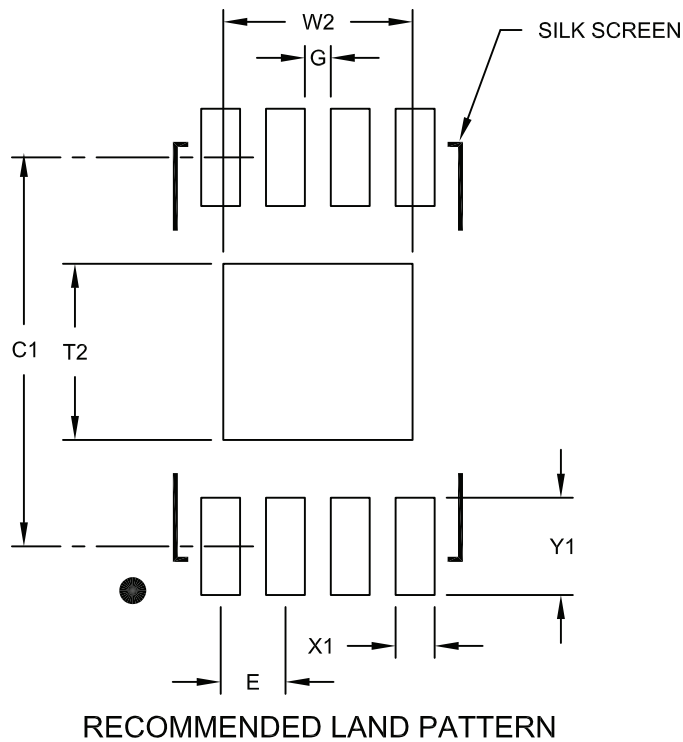 W2
SILK SCREEN
G
C1
T2
Y1
X1
E
RECOMMENDED LAND PATTERN